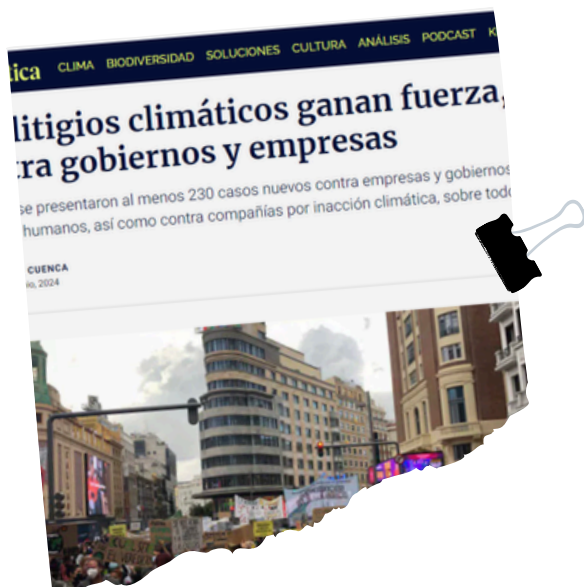 tica CLIMA BIODIVERSIDAD SOLUCIONES CULTURA ANÁLISIS PODCAST K
litigios climáticos ganan fuerza,
tra gobiernos y empresas
se presentaron al menos 230 casos nuevos contra empresas y gobiernos
humanos, así como contra compañías por inacción climática, sobre todo
CUENCA
io, 2024